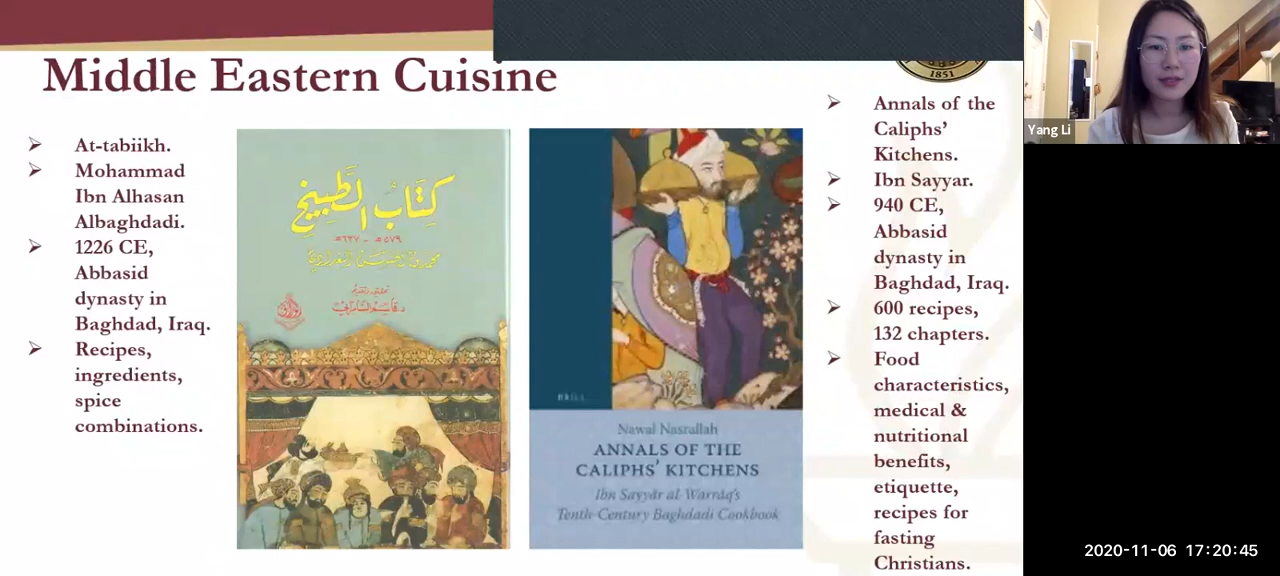 Middle Eastern Cuisine
At-tabiikh.
Mohammad
Ibn Alhasan
Albaghdadi.
1226 CE,
Abbasid
dynasty in
Baghdad, Iraq.
Recipes,
ingredients,
spice
combinations.
كتاب الطبيخ
٥٧٩هـ - ٦٣٧هـ
BRILL
Nawal Nasrallah
ANNALS OF THE
CALIPHS' KITCHENS
Ibn Sayyār al-Warrāq's
Tenth-Century Baghdadi Cookbook
1851
Annals of the
Caliphs'
Kitchens.
Ibn Sayyar.
940 CE,
Abbasid
dynasty in
Baghdad, Iraq.
600 recipes,
132 chapters.
Food
characteristics,
medical &
nutritional
benefits,
etiquette,
recipes for
fasting
Christians.
Yang Li
2020-11-06 17:20:45